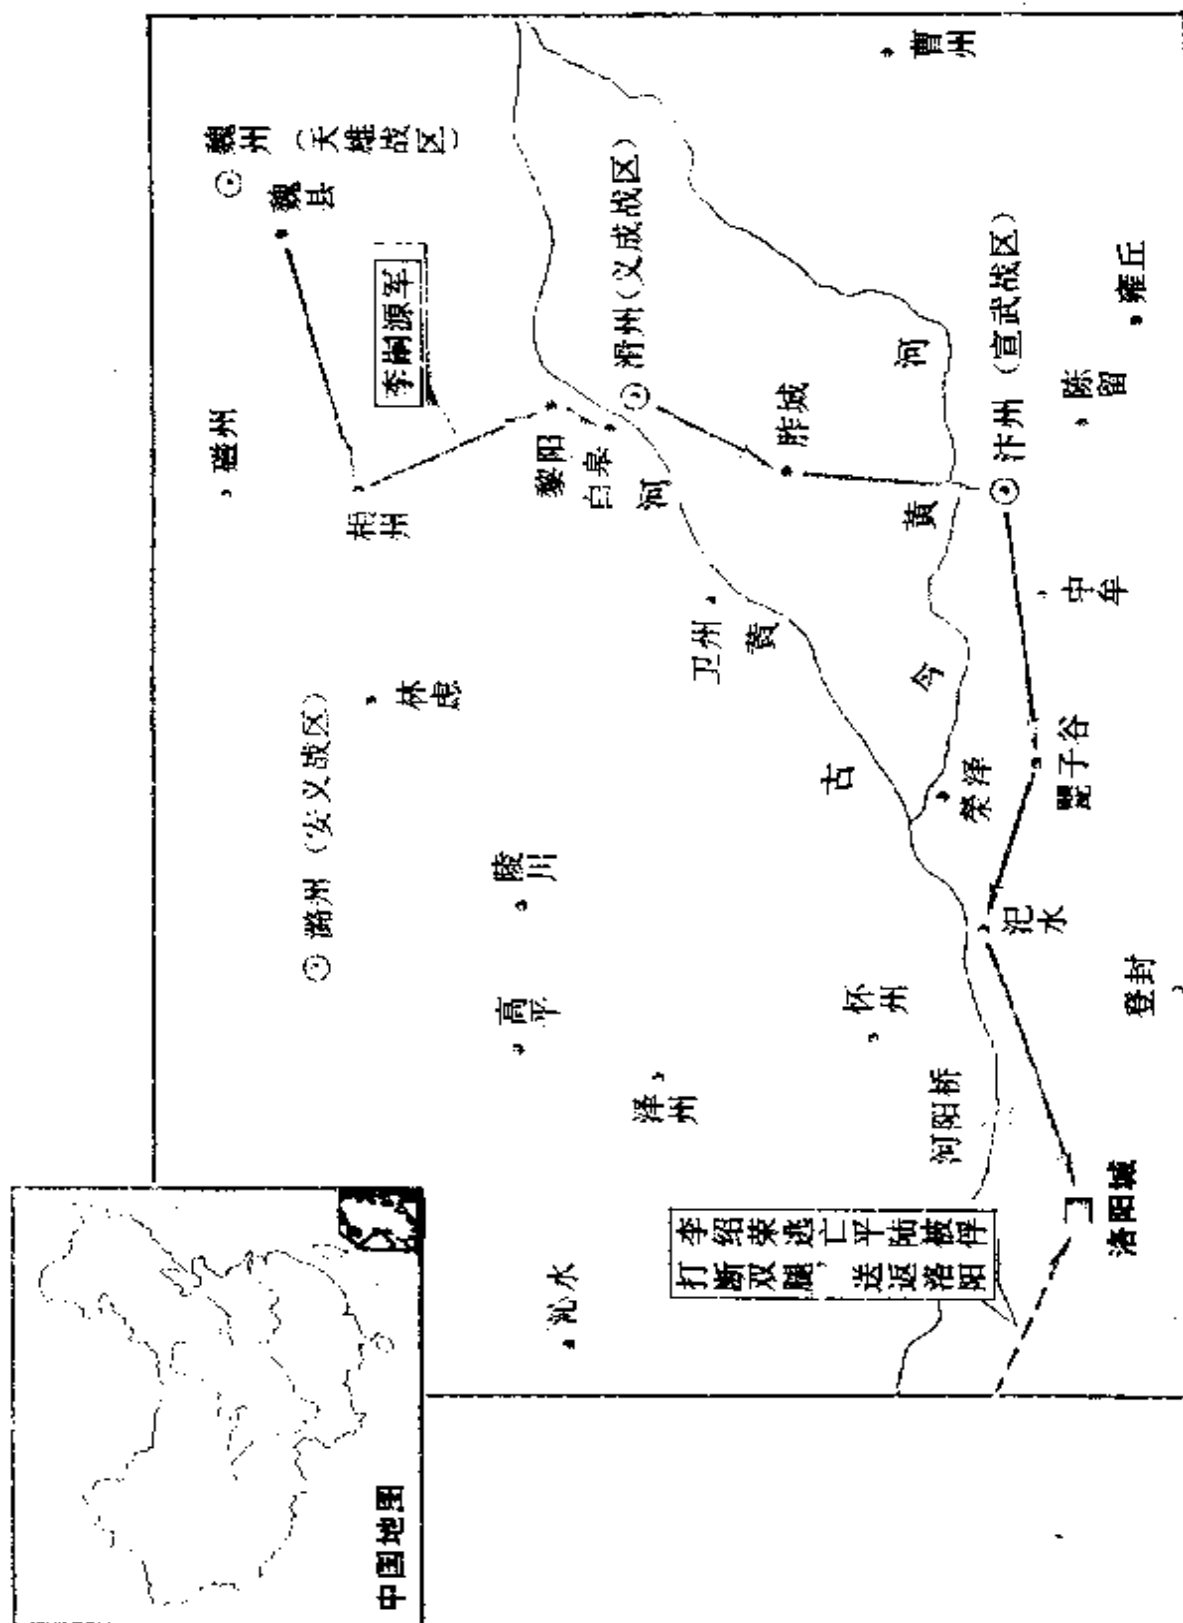 魏州（天雄战区）
魏县
曹州
磁州
李嗣源军
相州
黎阳
白皋
滑州（义成战区）
胙城
河
黄
古
河
黄
今
汴州（宣武战区）
雍丘
陈留
中牟
卫州
林虑
潞州（安义战区）
陵川
高平
泽州
怀州
荥泽
罂子谷
汜水
登封
河阳桥
洛阳城
沁水
李绍荣逃亡平陆被俘
打断双腿，送返洛阳
中国地图